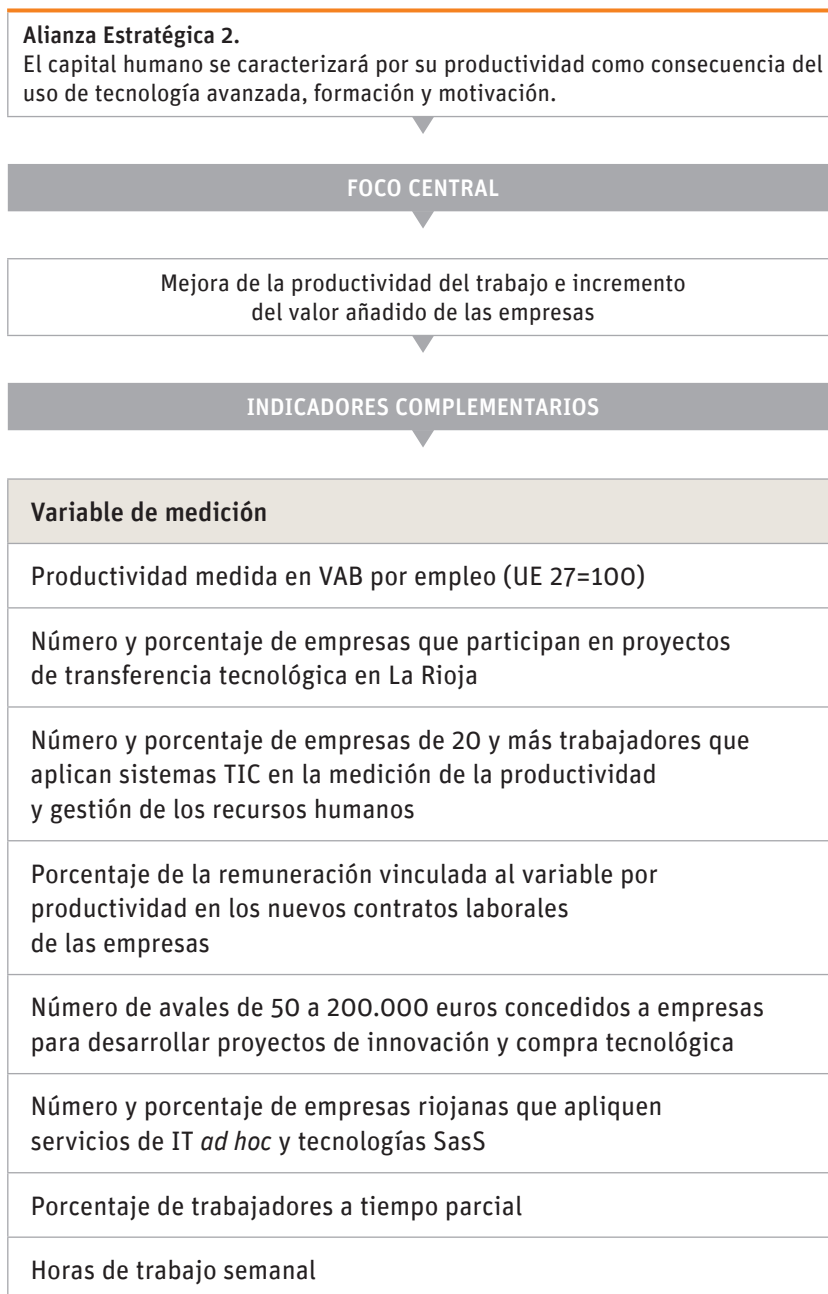 Alianza Estratégica 2.
El capital humano se caracterizará por su productividad como consecuencia del
uso de tecnología avanzada, formación y motivación.
FOCO CENTRAL
Mejora de la productividad del trabajo e incremento
del valor añadido de las empresas
INDICADORES COMPLEMENTARIOS
Variable de medición
Productividad medida en VAB por empleo (UE 27=100)
Número y porcentaje de empresas que participan en proyectos
de transferencia tecnológica en La Rioja
Número y porcentaje de empresas de 20 y más trabajadores que
aplican sistemas TIC en la medición de la productividad
y gestión de los recursos humanos
Porcentaje de la remuneración vinculada al variable por
productividad en los nuevos contratos laborales
de las empresas
Número de avales de 50 a 200.000 euros concedidos a empresas
para desarrollar proyectos de innovación y compra tecnológica
Número y porcentaje de empresas riojanas que apliquen
servicios de IT ad hoc y tecnologías SasS
Porcentaje de trabajadores a tiempo parcial
Horas de trabajo semanal